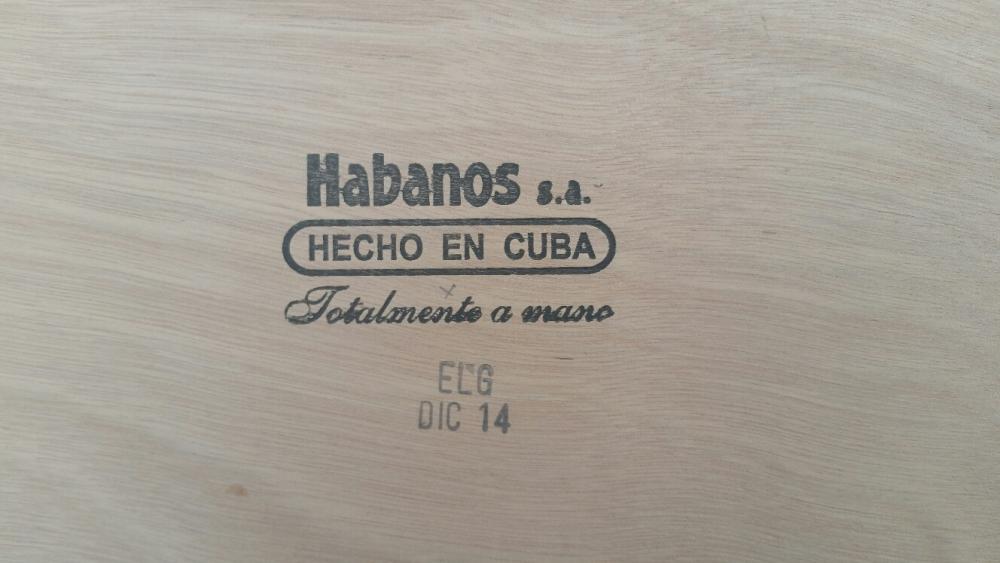 Habanos s.a.
HECHO EN CUBA
Totalmente a mano
ELG
DIC 14